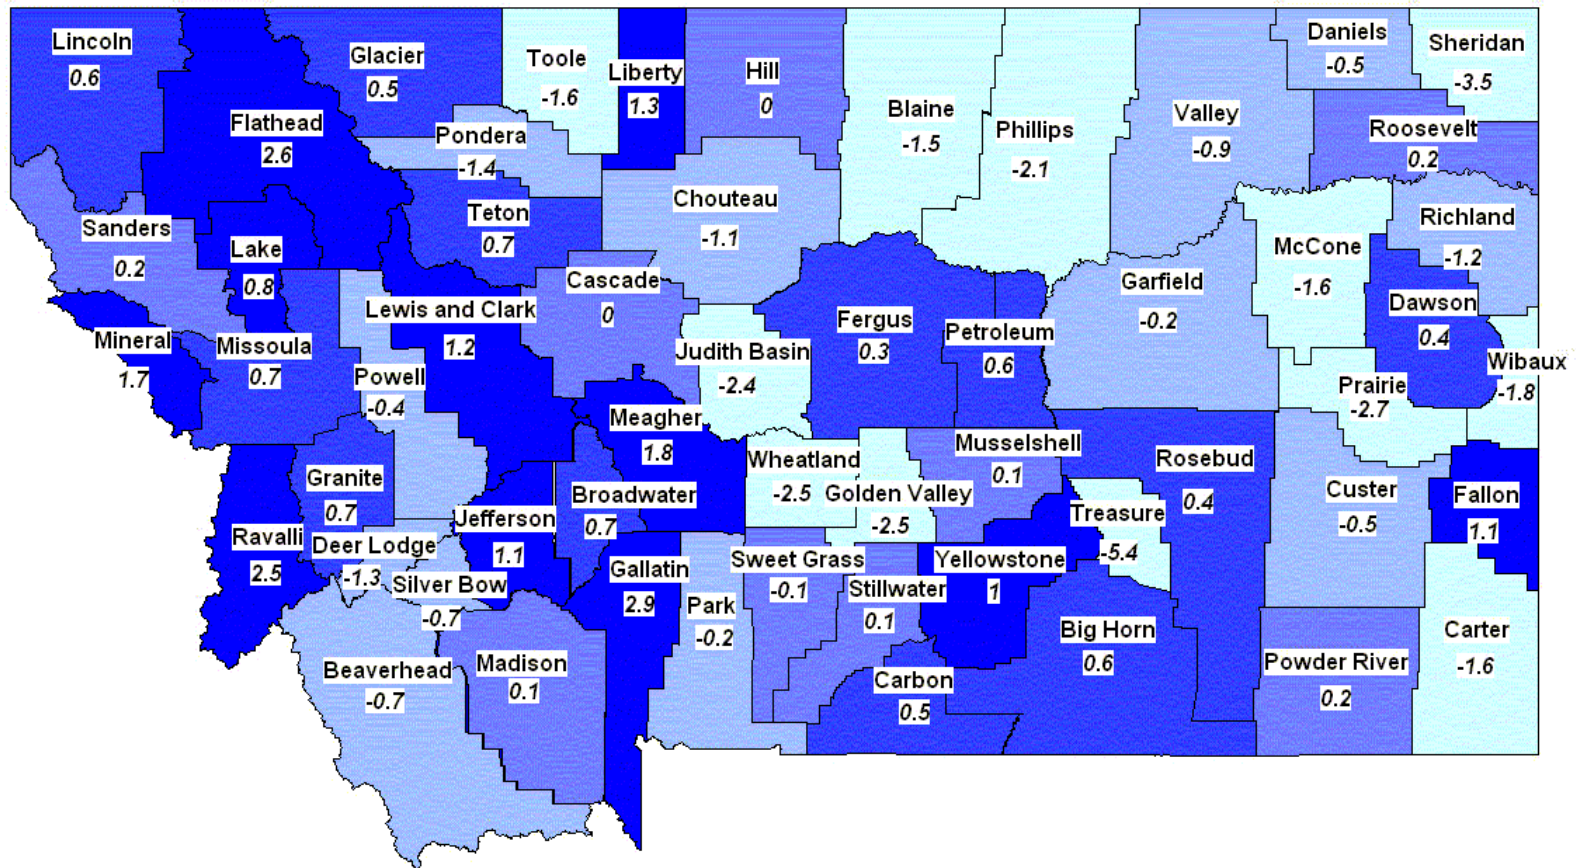 Lincoln
0.6
Flathead
2.6
Glacier
0.5
Toole
-1.6
Liberty
1.3
Hill
0
Blaine
-1.5
Phillips
-2.1
Valley
-0.9
Daniels
-0.5
Sheridan
-3.5
Roosevelt
0.2
Pondera
-1.4
Teton
0.7
Chouteau
-1.1
Sanders
0.2
Lake
0.8
Lewis and Clark
1.2
Cascade
0
Judith Basin
-2.4
Fergus
0.3
Petroleum
0.6
Garfield
-0.2
McCone
-1.6
Richland
-1.2
Dawson
0.4
Wibaux
-1.8
Prairie
-2.7
Mineral
1.7
Missoula
0.7
Powell
-0.4
Meagher
1.8
Wheatland
-2.5
Golden Valley
-2.5
Musselshell
0.1
Rosebud
0.4
Treasure
-5.4
Custer
-0.5
Fallon
1.1
Granite
0.7
Ravalli
2.5
Deer Lodge
-1.3
Silver Bow
-0.7
Jefferson
1.1
Broadwater
0.7
Gallatin
2.9
Park
-0.2
Sweet Grass
-0.1
Stillwater
0.1
Yellowstone
1
Big Horn
0.6
Carbon
0.5
Powder River
0.2
Carter
-1.6
Beaverhead
-0.7
Madison
0.1